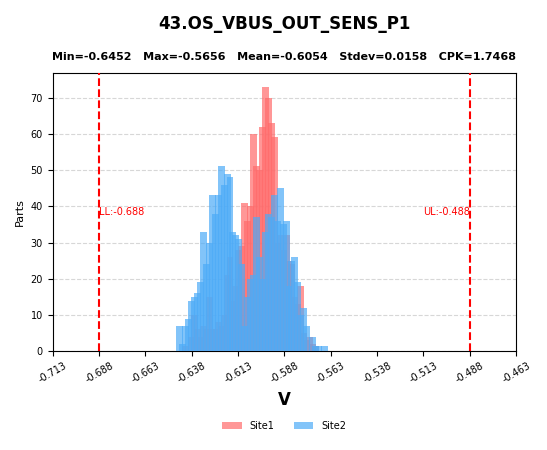 43.OS_VBUS_OUT_SENS_P1
Min=-0.6452 Max=-0.5656 Mean=-0.6054 Stdev=0.0158 CPK=1.7468
70
60
50
40
30
20
10
0
Parts
LL:-0.688
UL:-0.488
-0.713
-0.688
-0.663
-0.638
-0.613
-0.588
-0.563
-0.538
-0.513
-0.488
-0.463
V
Site1
Site2